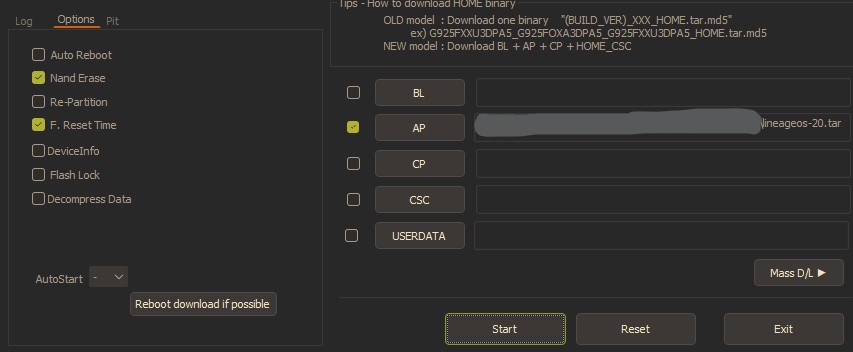 Log Options Pit
Auto Reboot
Nand Erase
Re-Partition
F. Reset Time
DeviceInfo
Flash Lock
Decompress Data
AutoStart -
Reboot download if possible
Tips - How to download HOME binary
OLD model : Download one binary "(BUILD_VER)_XXX_HOME.tar.md5"
ex) G925FXXU3DPA5_G925FOXA3DPA5_G925FXXU3DPA5_HOME.tar.md5
NEW model : Download BL + AP + CP + HOME_CSC
BL
AP lineageos-20.tar
CP
CSC
USERDATA
Mass D/L ►
Start Reset Exit